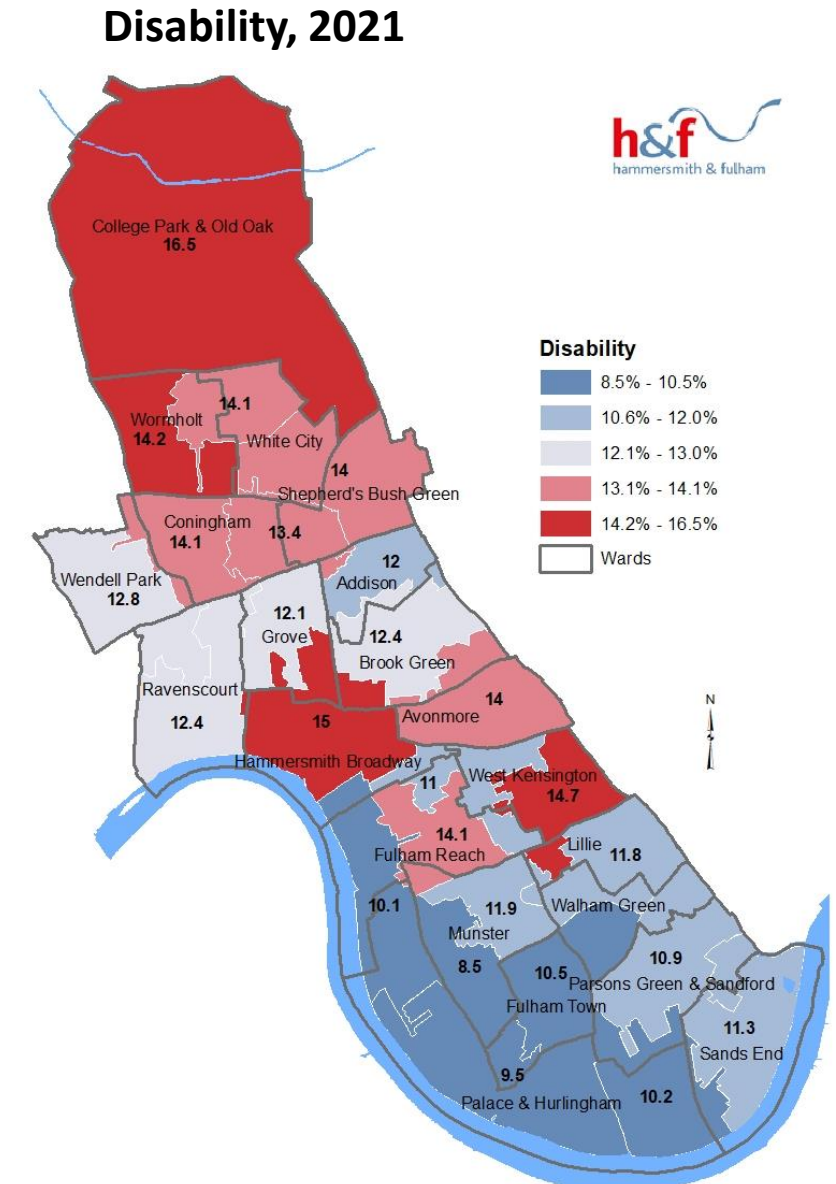 Disability, 2021
h&f
hammersmith & fulham
College Park & Old Oak
16.5
Disability
8.5% - 10.5%
10.6% - 12.0%
12.1% - 13.0%
13.1% - 14.1%
14.2% - 16.5%
Wards
14.1
Wormholt
14.2
White City
14
Shepherd's Bush Green
Coningham
14.1
13.4
12
Addison
Wendell Park
12.8
12.1
Grove
12.4
Brook Green
Ravenscourt
12.4
14
Avonmore
15
Hammersmith Broadway
N
11
West Kensington
14.7
14.1
Fulham Reach
Lillie
11.8
10.1
11.9
Munster
Walham Green
8.5
10.5
Fulham Town
10.9
Parsons Green & Sandford
11.3
Sands End
9.5
Palace & Hurlingham
10.2